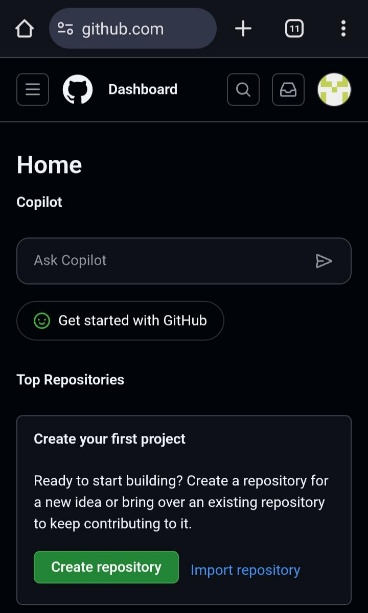 github.com
11
Dashboard
Home
Copilot
Ask Copilot
Get started with GitHub
Top Repositories
Create your first project
Ready to start building? Create a repository for
a new idea or bring over an existing repository
to keep contributing to it.
Create repository
Import repository